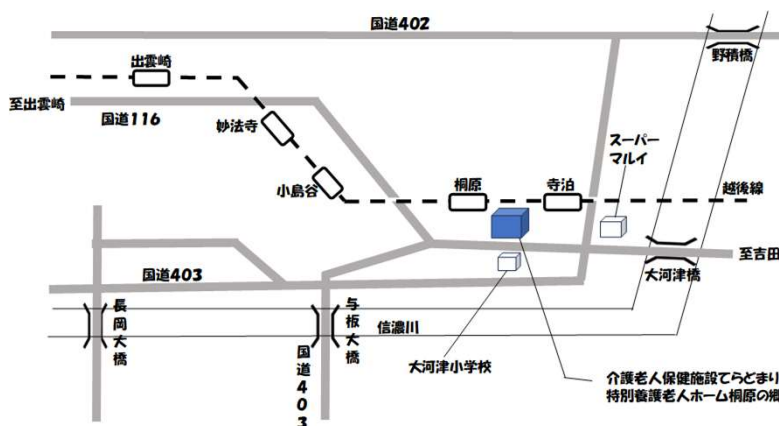 国道402
野積橋
出雲崎
至出雲崎
国道116
妙法寺
スーパー
マルイ
小島谷
桐原
寺泊
越後線
至吉田
国道403
大河津橋
長岡大橋
与板大橋
信濃川
国道403
大河津小学校
介護老人保健施設てらどまり
特別養護老人ホーム桐原の郷